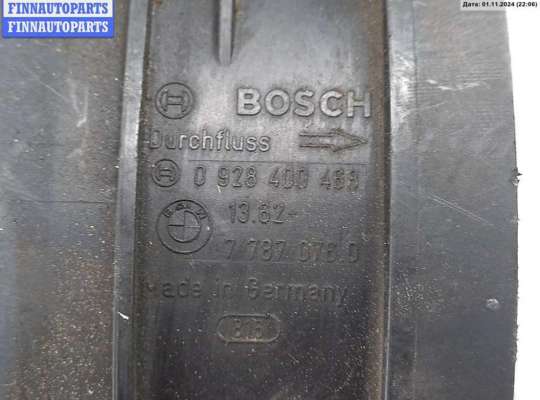 FINNAUTOPARTS
FINNAUTOPARTS
Дата: 01.11.2024 (22:06)
BOSCH
Durchfluss
0 928 400 468
13.62-
7 787 076.0
Made in Germany